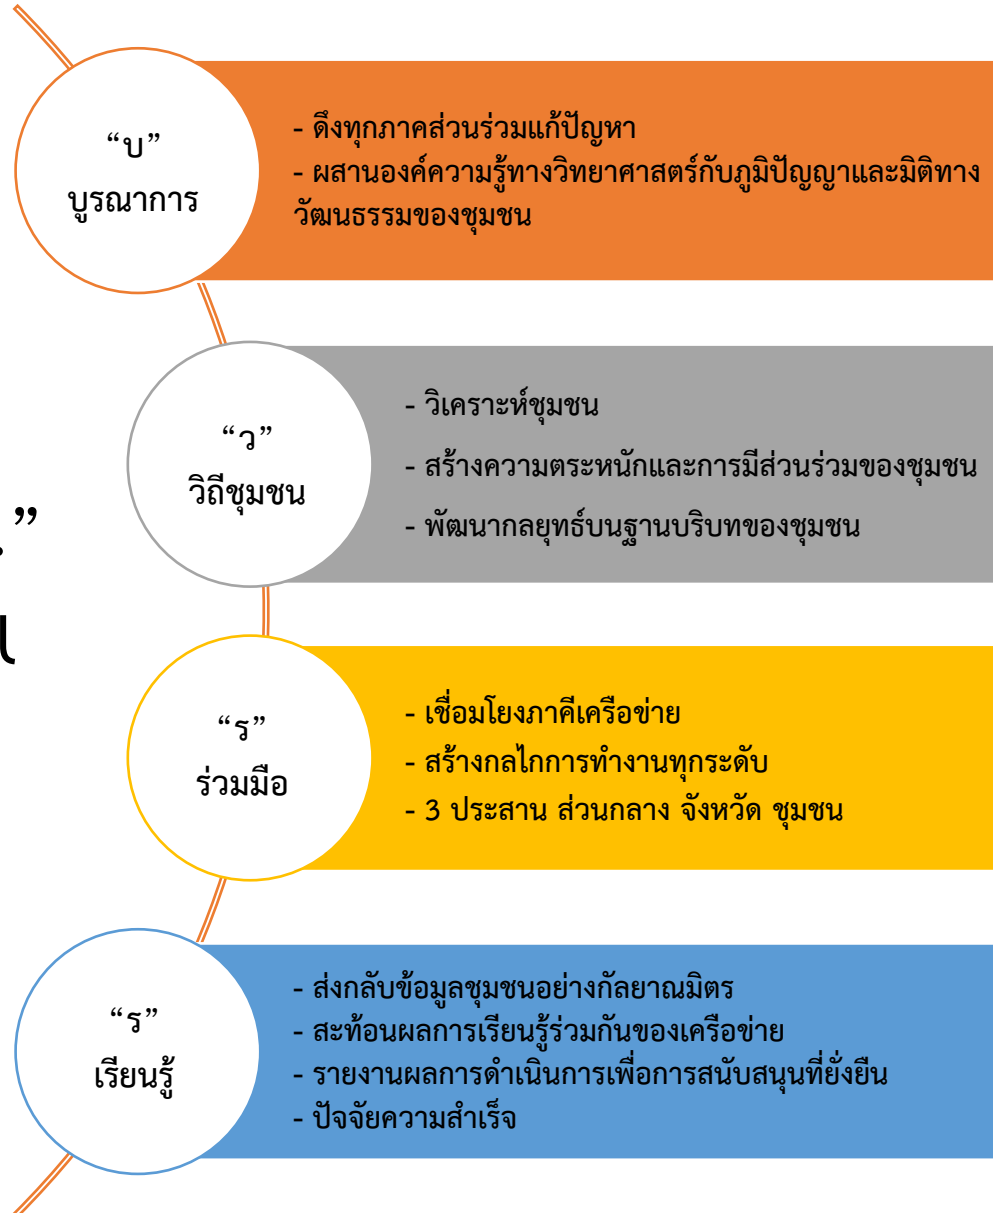 “บ”
บูรณาการ
- ดึงทุกภาคส่วนร่วมแก้ปัญหา
- ผสานองค์ความรู้ทางวิทยาศาสตร์กับภูมิปัญญาและมิติทาง
วัฒนธรรมของชุมชน
“ว”
วิถีชุมชน
- วิเคราะห์ชุมชน
- สร้างความตระหนักและการมีส่วนร่วมของชุมชน
- พัฒนากลยุทธ์บนฐานบริบทของชุมชน
.”
“ร”
ร่วมมือ
- เชื่อมโยงภาคีเครือข่าย
- สร้างกลไกการทำงานทุกระดับ
- 3 ประสาน ส่วนกลาง จังหวัด ชุมชน
“ร”
เรียนรู้
- ส่งกลับข้อมูลชุมชนอย่างกัลยาณมิตร
- สะท้อนผลการเรียนรู้ร่วมกันของเครือข่าย
- รายงานผลการดำเนินการเพื่อการสนับสนุนที่ยั่งยืน
- ปัจจัยความสำเร็จ